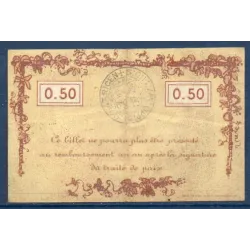 0.50 0.50
Ce Billet ne pourra plus être présenté
au remboursement un an après la signature
du traité de paix